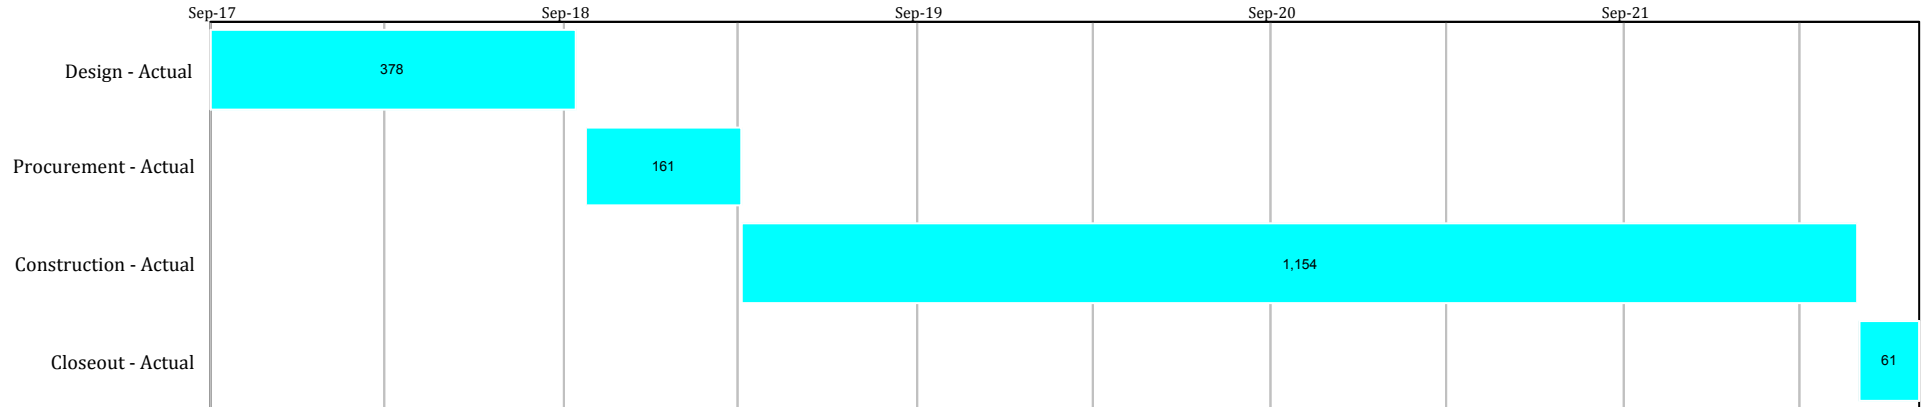 Sep-17 Sep-18 Sep-19 Sep-20 Sep-21
Design - Actual 378
Procurement - Actual 161
Construction - Actual 1,154
Closeout - Actual 61